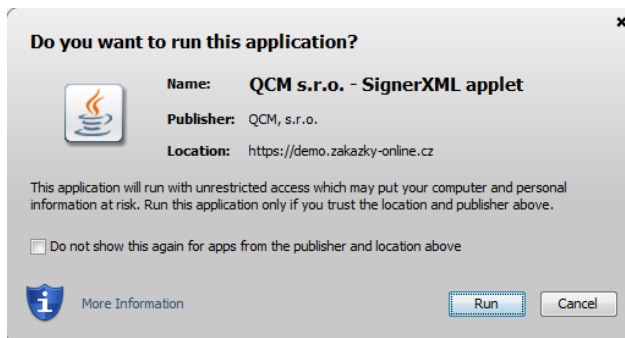 Do you want to run this application?
Name: QCM s.r.o. - SignerXML applet
Publisher: QCM, s.r.o.
Location: https://demo.zakazky-online.cz
This application will run with unrestricted access which may put your computer and personal
information at risk. Run this application only if you trust the location and publisher above.
Do not show this again for apps from the publisher and location above
More Information Run Cancel